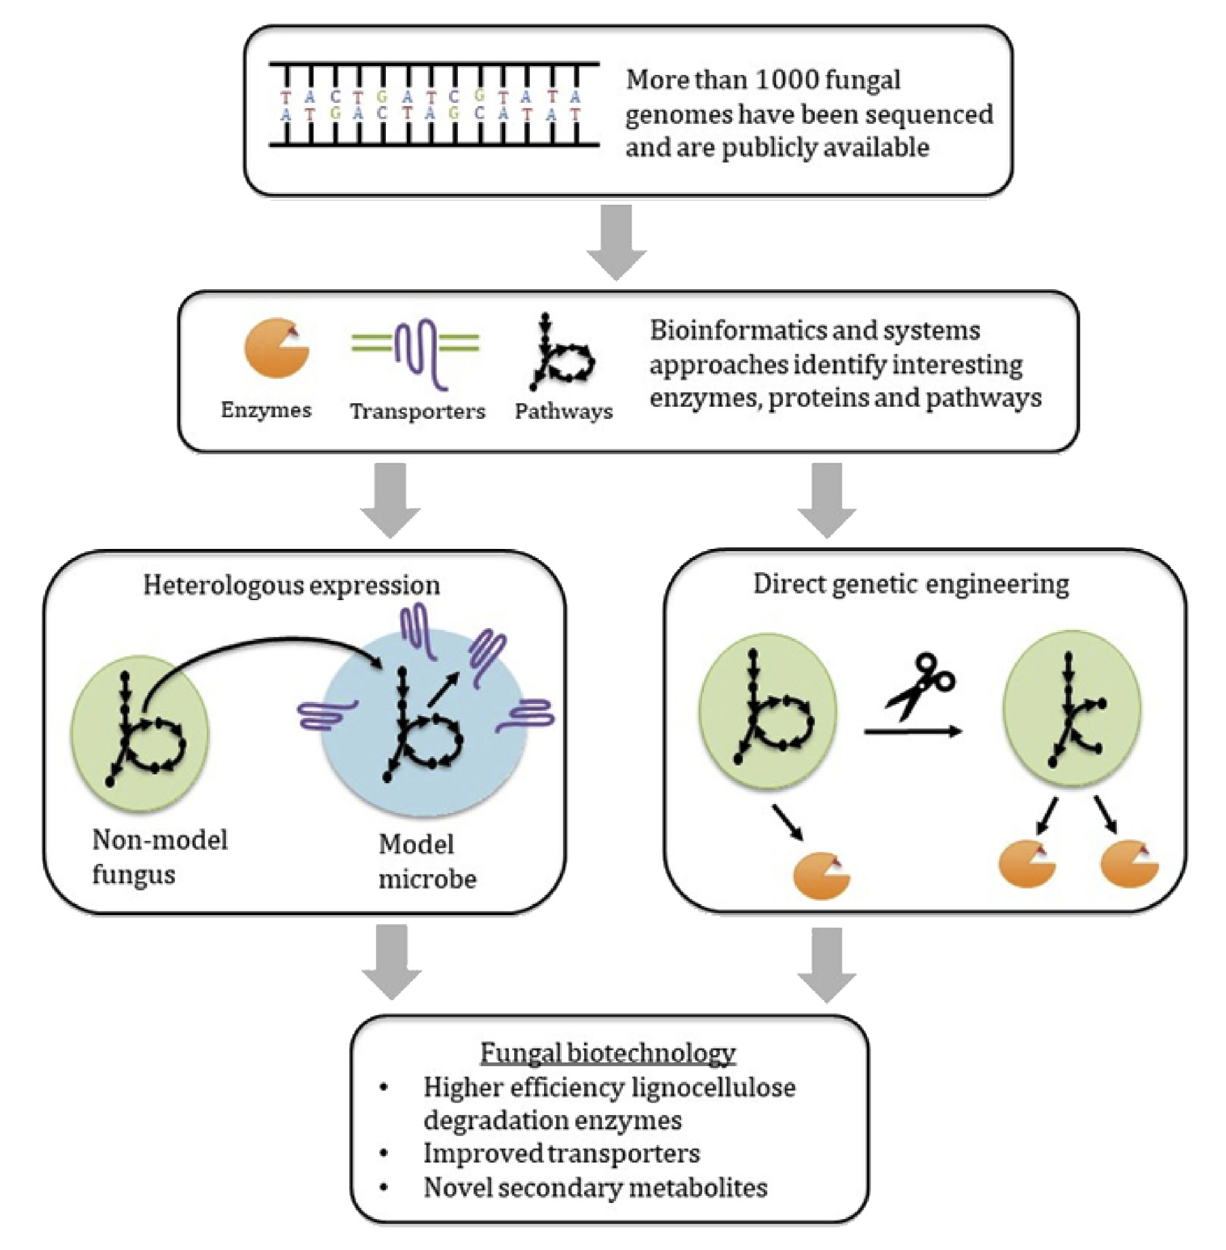 T A C T G A T C G T A T A
A T G A C T A G C A T A T
More than 1000 fungal
genomes have been sequenced
and are publicly available
Enzymes
Transporters
Pathways
Bioinformatics and systems
approaches identify interesting
enzymes, proteins and pathways
Heterologous expression
Non-model
fungus
Model
microbe
Direct genetic engineering
Fungal biotechnology
• Higher efficiency lignocellulose
degradation enzymes
• Improved transporters
• Novel secondary metabolites